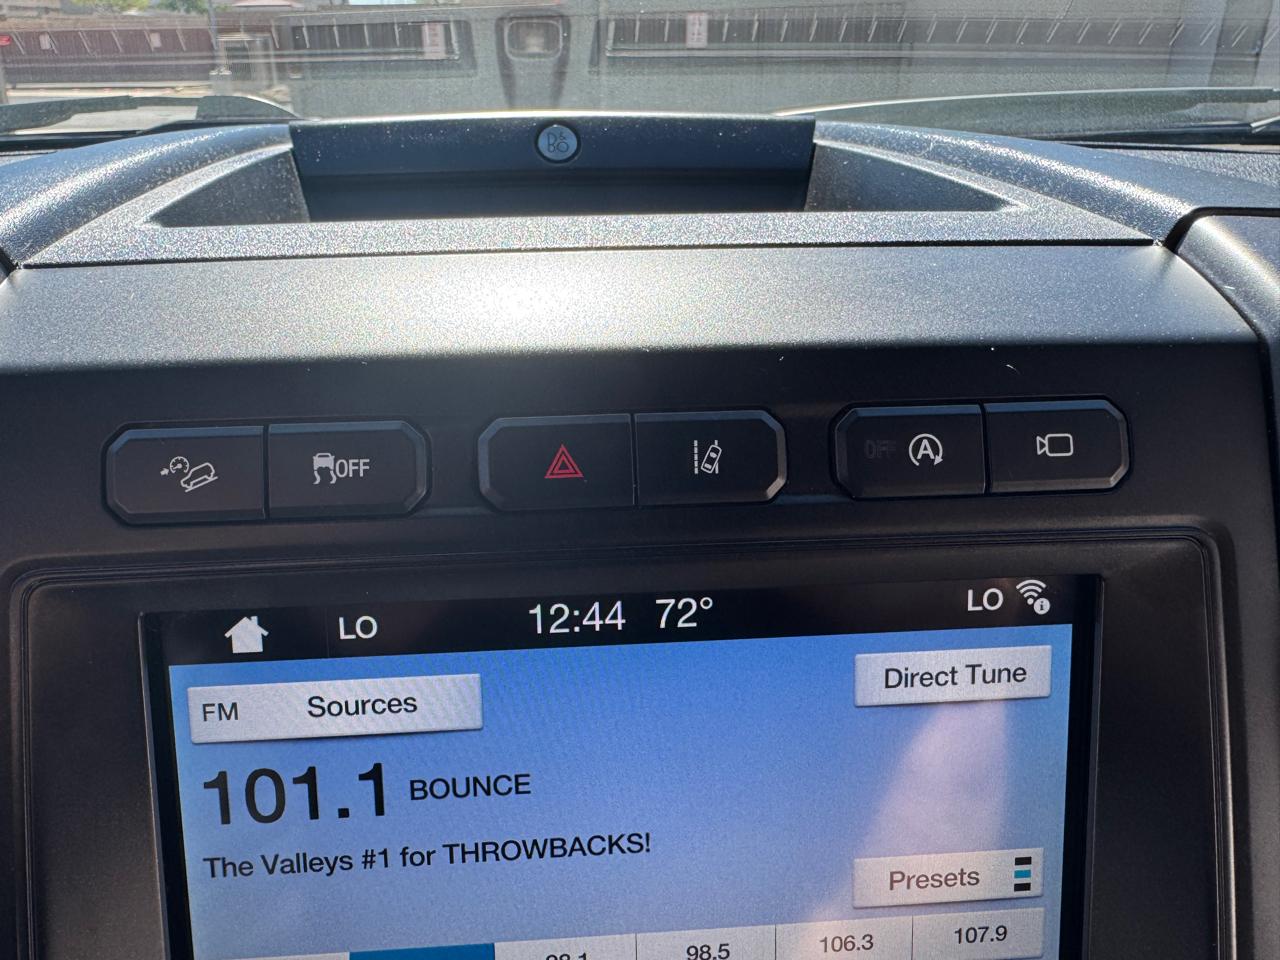 B&O
OFF
OFF A
LO 12:44 72° LO
FM Sources
Direct Tune
101.1 BOUNCE
The Valleys #1 for THROWBACKS!
Presets
98.5 106.3 107.9